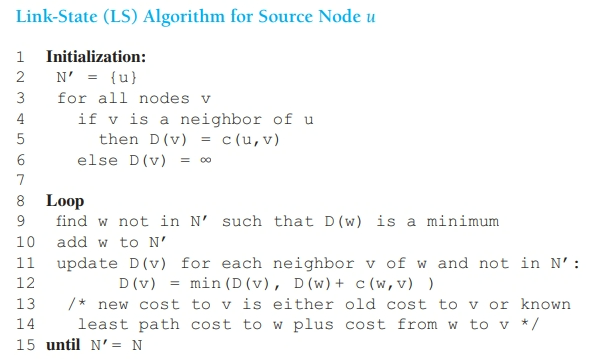 Link-State (LS) Algorithm for Source Node u
1 Initialization:
2 N′ = {u}
3 for all nodes v
4 if v is a neighbor of u
5 then D(v) = c(u,v)
6 else D(v) = ∞
7
8 Loop
9 find w not in N′ such that D(w) is a minimum
10 add w to N′
11 update D(v) for each neighbor v of w and not in N′:
12 D(v) = min(D(v), D(w)+ c(w,v) )
13 /* new cost to v is either old cost to v or known
14 least path cost to w plus cost from w to v */
15 until N′= N